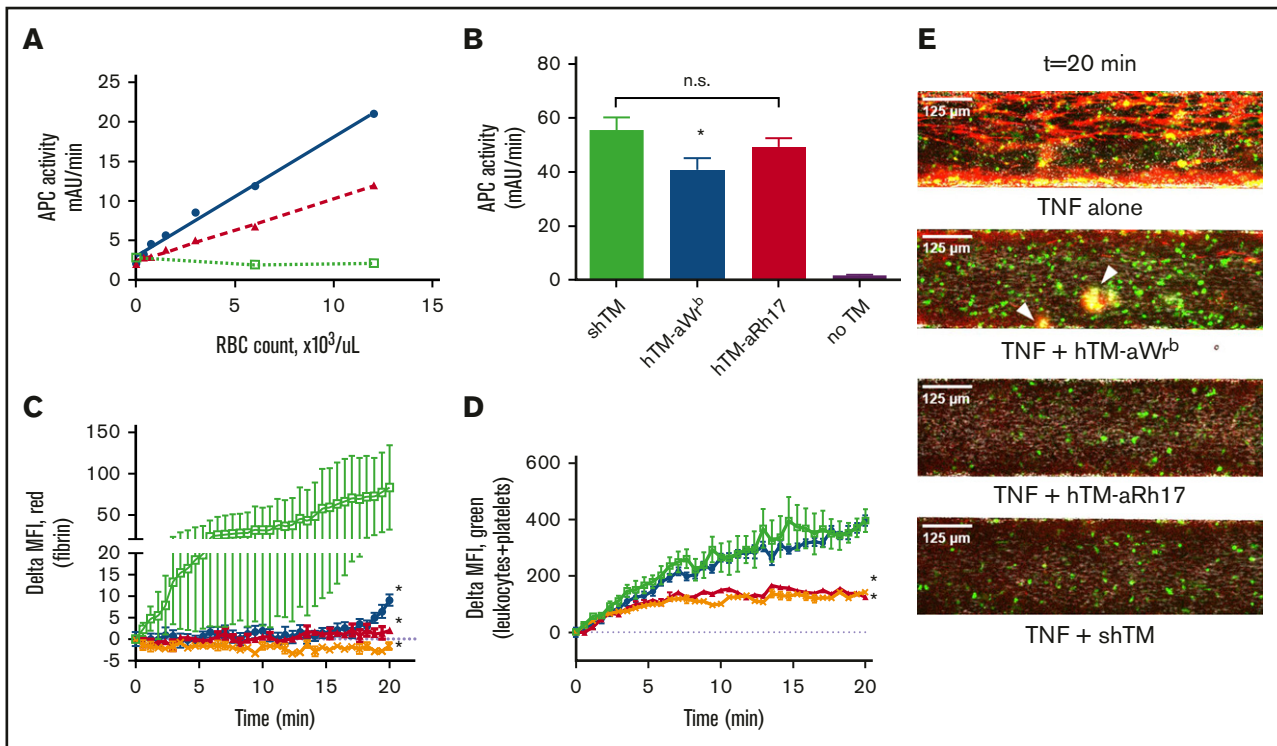 A
APC activity
mAU/min
25
20
15
10
5
0
0
5
10
15
RBC count, x10³/uL
B
APC activity
(mAU/min)
80
60
40
20
0
n.s.
*
shTM
hTM-aWrᵇ
hTM-aRh17
no TM
C
Delta MFI, red
(fibrin)
150
100
50
20
15
10
5
0
-5
*
*
*
0
5
10
15
20
Time (min)
D
Delta MFI, green
(leukocytes+platelets)
600
400
200
0
*
*
0
5
10
15
20
Time (min)
E
t=20 min
125 µm
TNF alone
125 µm
TNF + hTM-aWrᵇ
125 µm
TNF + hTM-aRh17
125 µm
TNF + shTM